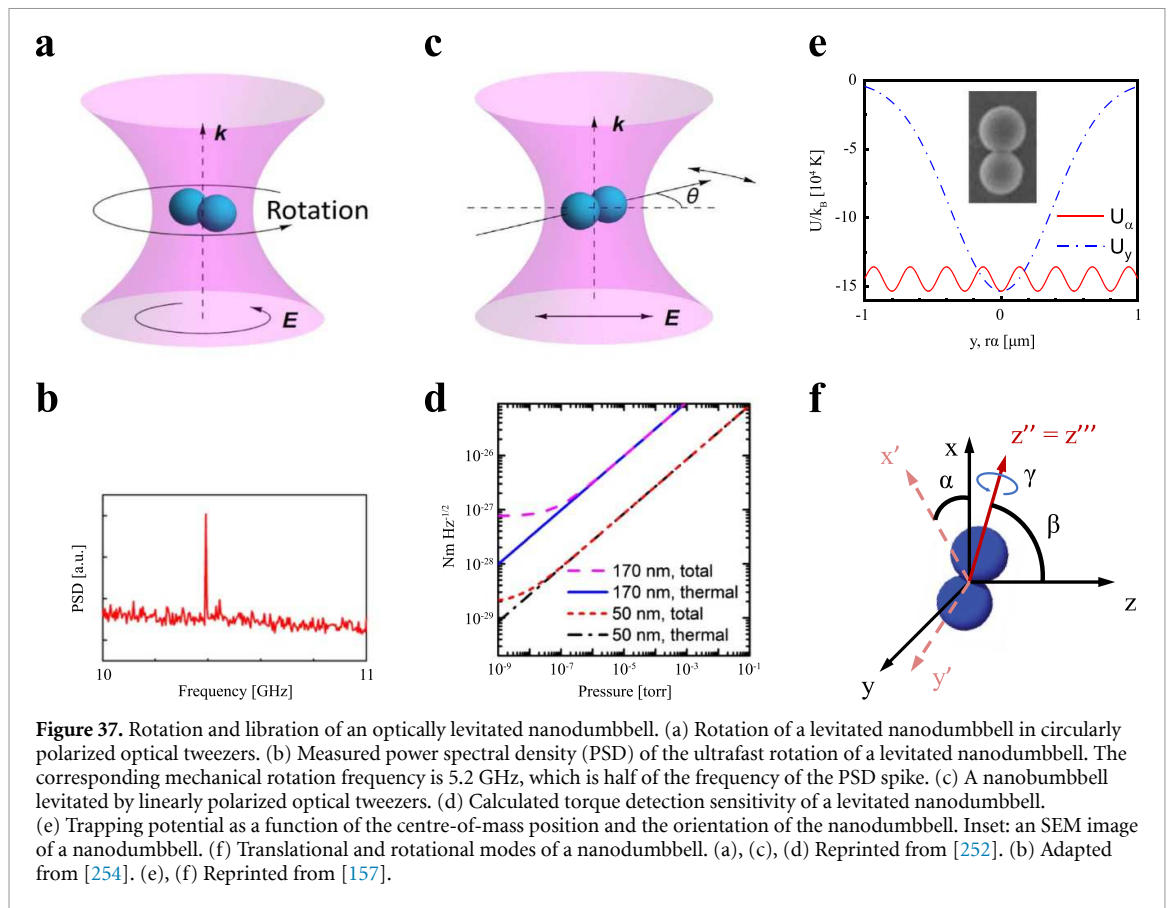 a
k
Rotation
E
c
k
θ
E
e
0
-5
-10
-15
U/kB [10⁴ K]
Uα
Uy
-1
0
1
y, rα [µm]
b
PSD [a.u.]
10
11
Frequency [GHz]
d
Nm Hz⁻¹/²
10⁻²⁶
10⁻²⁷
10⁻²⁸
10⁻²⁹
170 nm, total
170 nm, thermal
50 nm, total
50 nm, thermal
10⁻⁹ 10⁻⁷ 10⁻⁵ 10⁻³ 10⁻¹
Pressure [torr]
f
z'' = z'''
x
x'
α
γ
β
z
y
y'
Figure 37. Rotation and libration of an optically levitated nanodumbbell. (a) Rotation of a levitated nanodumbbell in circularly
polarized optical tweezers. (b) Measured power spectral density (PSD) of the ultrafast rotation of a levitated nanodumbbell. The
corresponding mechanical rotation frequency is 5.2 GHz, which is half of the frequency of the PSD spike. (c) A nanobumbbell
levitated by linearly polarized optical tweezers. (d) Calculated torque detection sensitivity of a levitated nanodumbbell.
(e) Trapping potential as a function of the centre-of-mass position and the orientation of the nanodumbbell. Inset: an SEM image
of a nanodumbbell. (f) Translational and rotational modes of a nanodumbbell. (a), (c), (d) Reprinted from [252]. (b) Adapted
from [254]. (e), (f) Reprinted from [157].